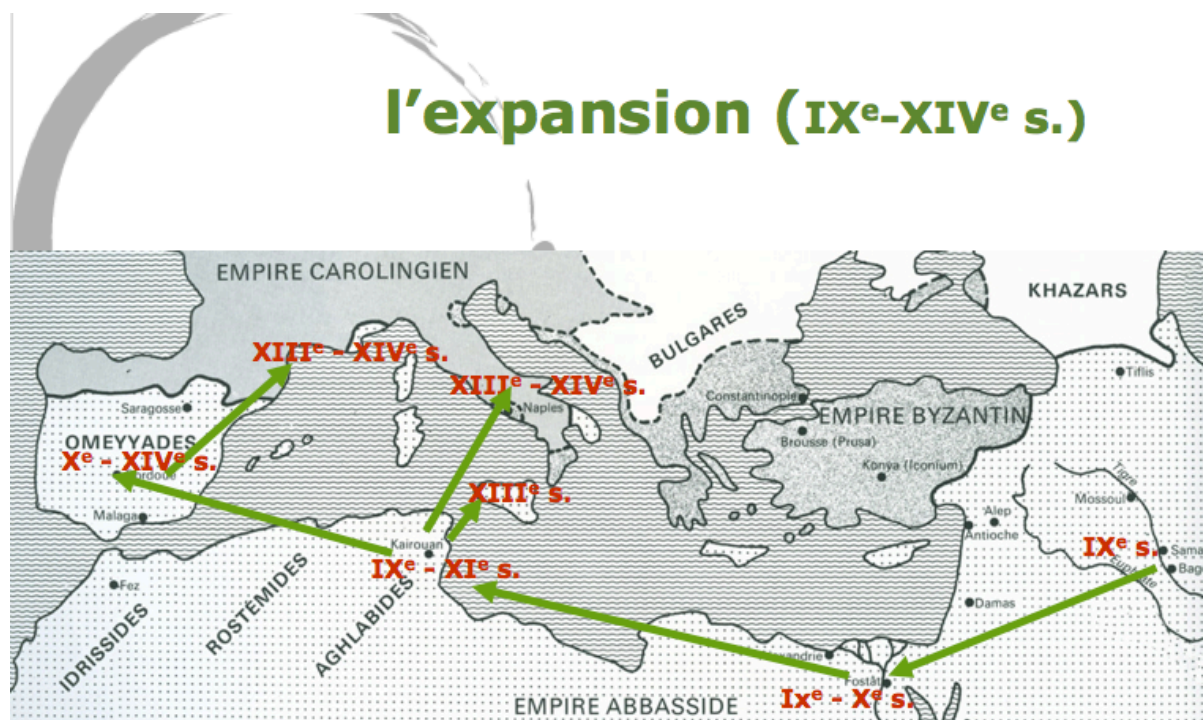 l'expansion (IXe-XIVe s.)
EMPIRE CAROLINGIEN
KHAZARS
BULGARES
XIIIe - XIVe s.
XIIIe - XIVe s.
Tiflis
Saragosse
Naples
Constantinople
EMPIRE BYZANTIN
OMEYYADES
Brousse (Prusa)
Xe - XIVe s.
Konya (Iconium)
Tigre
XIIIe s.
Mossoul
Malaga
Alep
Antioche
Kairouan
IXe s.
IXe - XIe s.
Euphrate
Fez
Damas
IDRISSIDES
ROSTÉMIDES
AGHLABIDES
Fostât
Ixe - Xe s.
EMPIRE ABBASSIDE